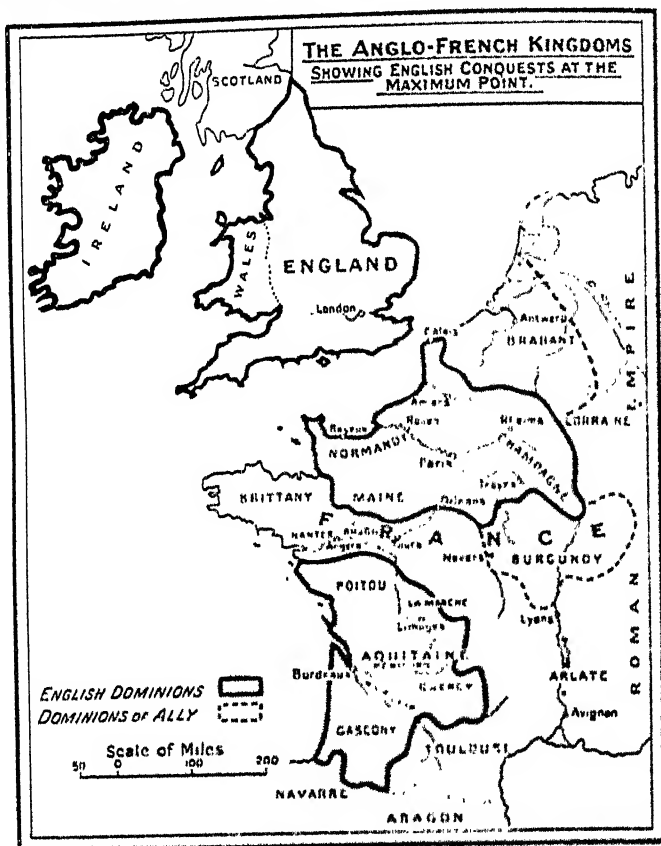 THE ANGLO-FRENCH KINGDOMS
SHOWING ENGLISH CONQUESTS AT THE
MAXIMUM POINT.
SCOTLAND
IRELAND
WALES
ENGLAND
London
Calais
Antwerp
BRABANT
EMPIRE
LORRAINE
Amiens
Rouen
Bayeux
Rheims
NORMANDY
CHAMPAGNE
Paris
Troyes
BRITTANY
MAINE
Orleans
FRANCE
NANTES
ANJOU
Angers
Tours
Nevers
BURGUNDY
POITOU
LA MARCHE
Lyons
Limoges
ROMAN
AQUITAINE
Burdeaux
QUERCY
ARLATE
ENGLISH DOMINIONS
DOMINIONS OF ALLY
Avignon
GASCONY
TOULOUSE
Scale of Miles
50 0 100 200
NAVARRE
ARAGON